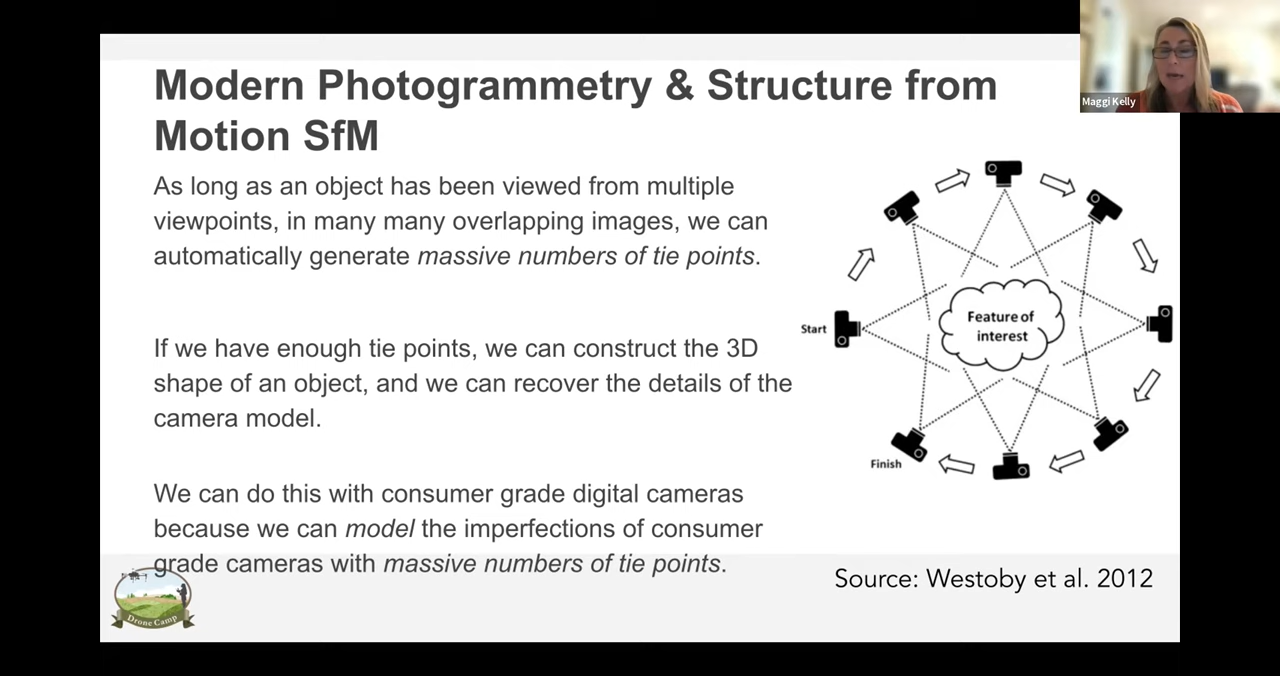 Modern Photogrammetry & Structure from
Motion SfM
As long as an object has been viewed from multiple
viewpoints, in many many overlapping images, we can
automatically generate massive numbers of tie points.
If we have enough tie points, we can construct the 3D
shape of an object, and we can recover the details of the
camera model.
We can do this with consumer grade digital cameras
because we can model the imperfections of consumer
grade cameras with massive numbers of tie points.
Start
Feature of
interest
Finish
Source: Westoby et al. 2012
Drone Camp
Maggi Kelly